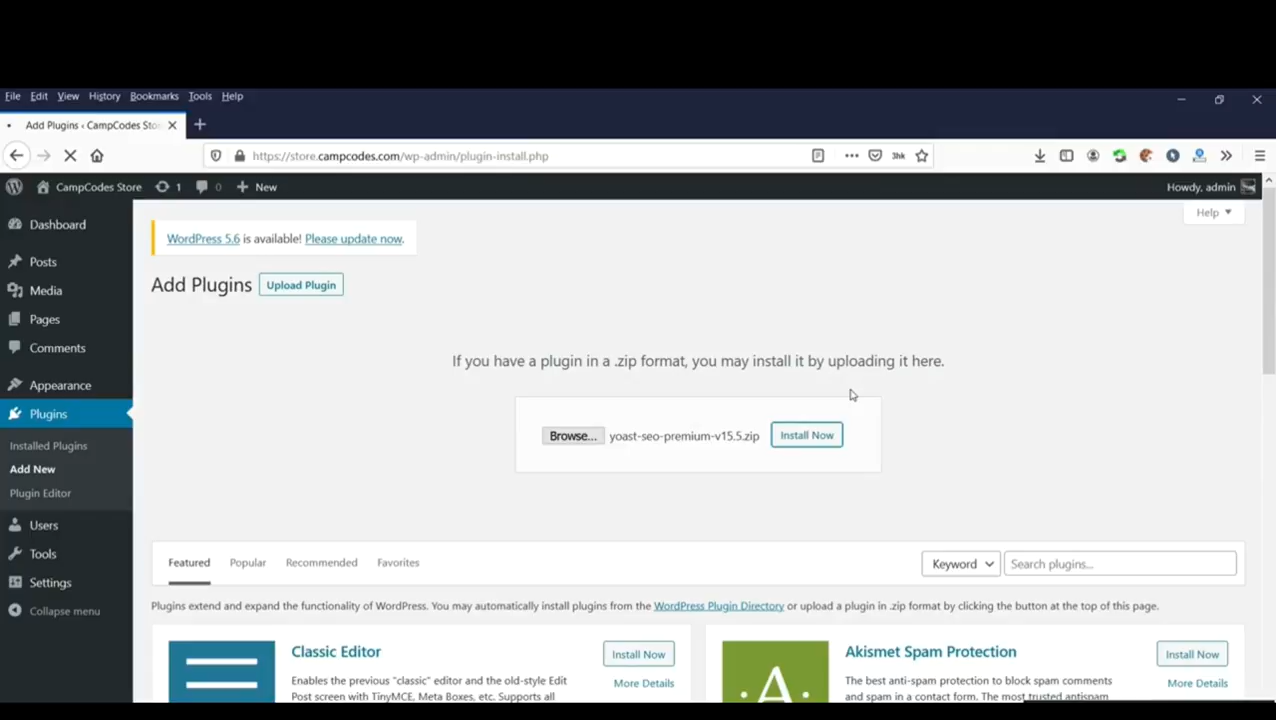 File Edit View History Bookmarks Tools Help
Add Plugins ‹ CampCodes Sto
https://store.campcodes.com/wp-admin/plugin-install.php
3hk
CampCodes Store 1 0 New
Howdy, admin
Help
Dashboard
Posts
Media
Pages
Comments
Appearance
Plugins
Installed Plugins
Add New
Plugin Editor
Users
Tools
Settings
Collapse menu
WordPress 5.6 is available! Please update now.
Add Plugins Upload Plugin
If you have a plugin in a .zip format, you may install it by uploading it here.
Browse... yoast-seo-premium-v15.5.zip Install Now
Featured Popular Recommended Favorites Keyword Search plugins...
Plugins extend and expand the functionality of WordPress. You may automatically install plugins from the WordPress Plugin Directory or upload a plugin in .zip format by clicking the button at the top of this page.
Classic Editor
Install Now
Enables the previous "classic" editor and the old-style Edit
More Details
Post screen with TinyMCE, Meta Boxes, etc. Supports all
A
Akismet Spam Protection
Install Now
The best anti-spam protection to block spam comments
More Details
and spam in a contact form. The most trusted antispam